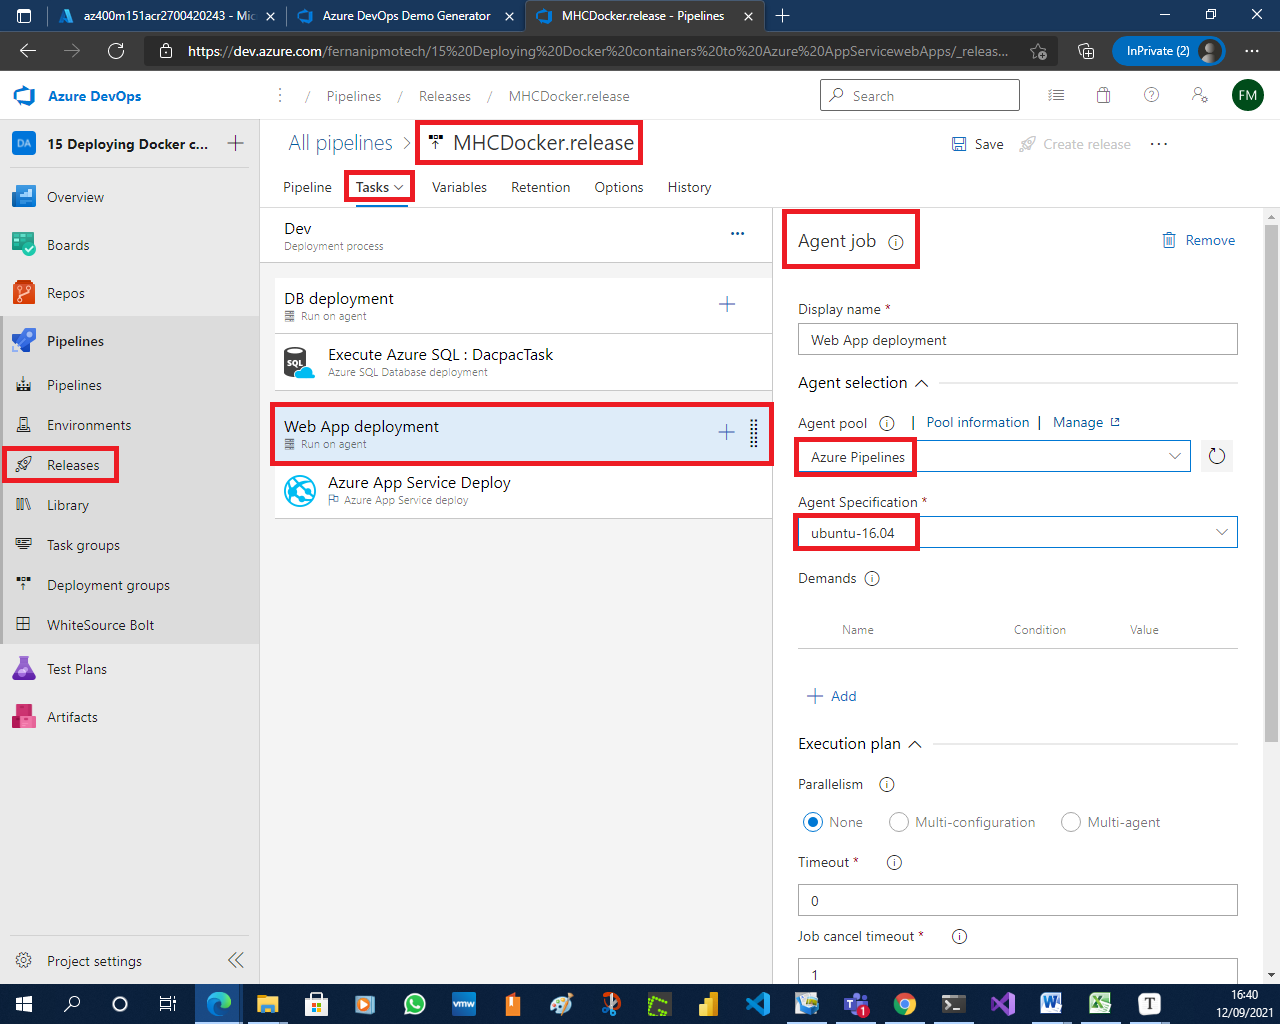 az400m151acr2700420243 - Mic
Azure DevOps Demo Generator
MHCDocker.release - Pipelines
https://dev.azure.com/fernanipmotech/15%20Deploying%20Docker%20containers%20to%20Azure%20AppServicewebApps/_releas...
InPrivate (2)
Azure DevOps
/ Pipelines / Releases / MHCDocker.release
Search
FM
DA
15 Deploying Docker c...
All pipelines > MHCDocker.release
Save
Create release
Pipeline
Tasks
Variables
Retention
Options
History
Overview
Boards
Repos
Pipelines
Pipelines
Environments
Releases
Library
Task groups
Deployment groups
WhiteSource Bolt
Test Plans
Artifacts
Project settings
Dev
Deployment process
DB deployment
Run on agent
SQL
Execute Azure SQL : DacpacTask
Azure SQL Database deployment
Web App deployment
Run on agent
Azure App Service Deploy
Azure App Service deploy
Agent job
Remove
Display name *
Web App deployment
Agent selection
Agent pool | Pool information | Manage
Azure Pipelines
Agent Specification *
ubuntu-16.04
Demands
Name Condition Value
Add
Execution plan
Parallelism
None
Multi-configuration
Multi-agent
Timeout *
0
Job cancel timeout *
1
vmw
1
T
16:40
12/09/2021